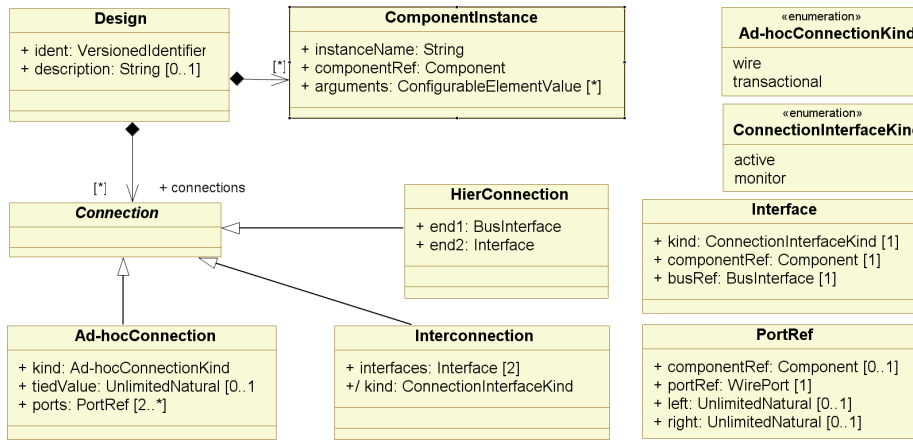 Design
+ ident: VersionedIdentifier
+ description: String [0..1]
ComponentInstance
+ instanceName: String
+ componentRef: Component
+ arguments: ConfigurableElementValue [*]
[*]
«enumeration»
Ad-hocConnectionKind
wire
transactional
«enumeration»
ConnectionInterfaceKind
active
monitor
[*]
+ connections
Connection
HierConnection
+ end1: BusInterface
+ end2: Interface
Interface
+ kind: ConnectionInterfaceKind [1]
+ componentRef: Component [1]
+ busRef: BusInterface [1]
Ad-hocConnection
+ kind: Ad-hocConnectionKind
+ tiedValue: UnlimitedNatural [0..1
+ ports: PortRef [2..*]
Interconnection
+ interfaces: Interface [2]
+/ kind: ConnectionInterfaceKind
PortRef
+ componentRef: Component [0..1]
+ portRef: WirePort [1]
+ left: UnlimitedNatural [0..1]
+ right: UnlimitedNatural [0..1]